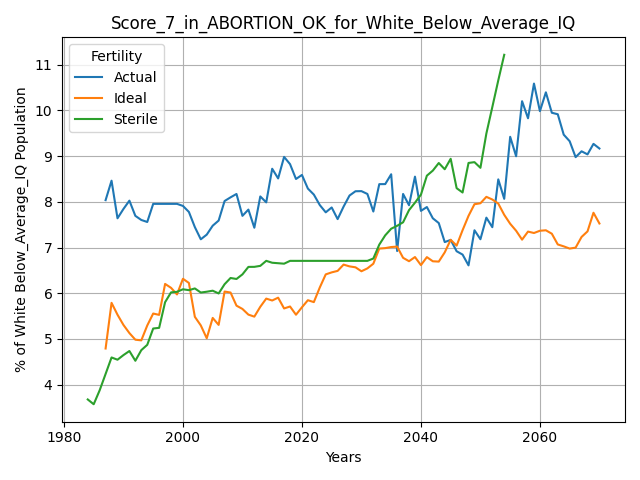 Score_7_in_ABORTION_OK_for_White_Below_Average_IQ
Fertility
Actual
Ideal
Sterile
% of White Below_Average_IQ Population
11
10
9
8
7
6
5
4
1980
2000
2020
2040
2060
Years